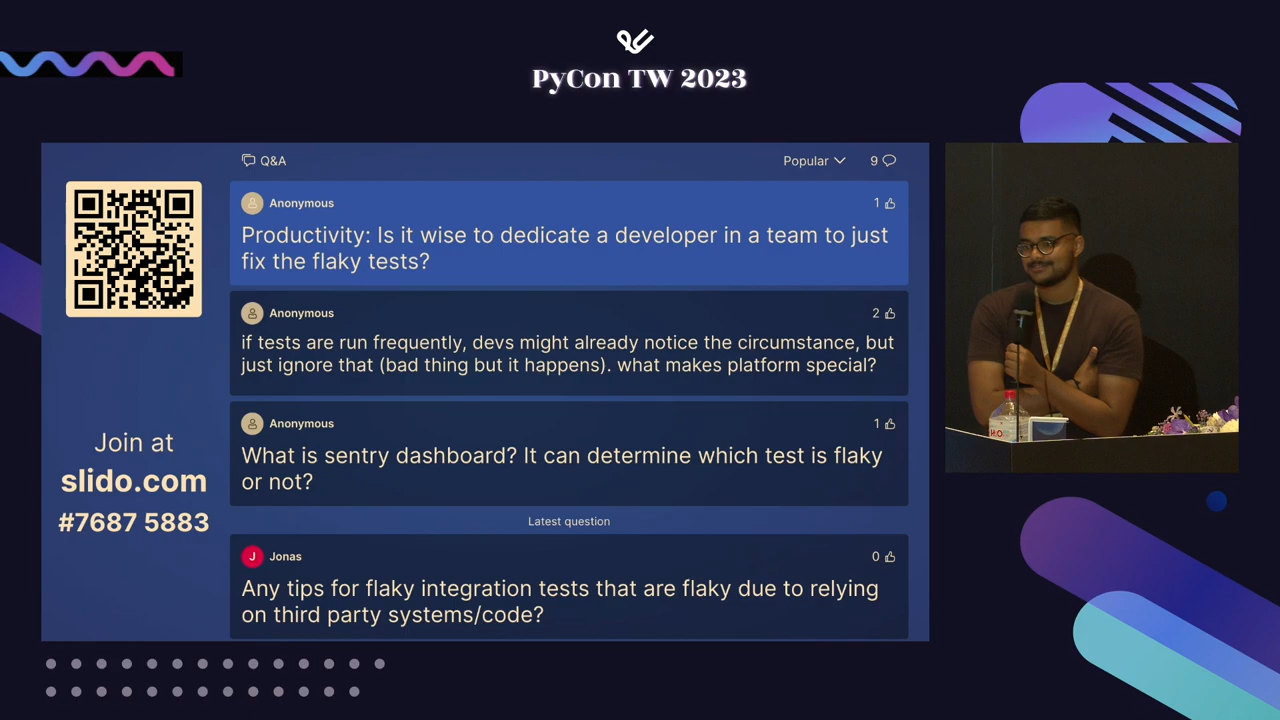 PyCon TW 2023
Q&A
Popular
9
Anonymous
1
Productivity: Is it wise to dedicate a developer in a team to just
fix the flaky tests?
Anonymous
2
if tests are run frequently, devs might already notice the circumstance, but
just ignore that (bad thing but it happens). what makes platform special?
Anonymous
1
What is sentry dashboard? It can determine which test is flaky
or not?
Latest question
J
Jonas
0
Any tips for flaky integration tests that are flaky due to relying
on third party systems/code?
Join at
slido.com
#7687 5883
H₂O